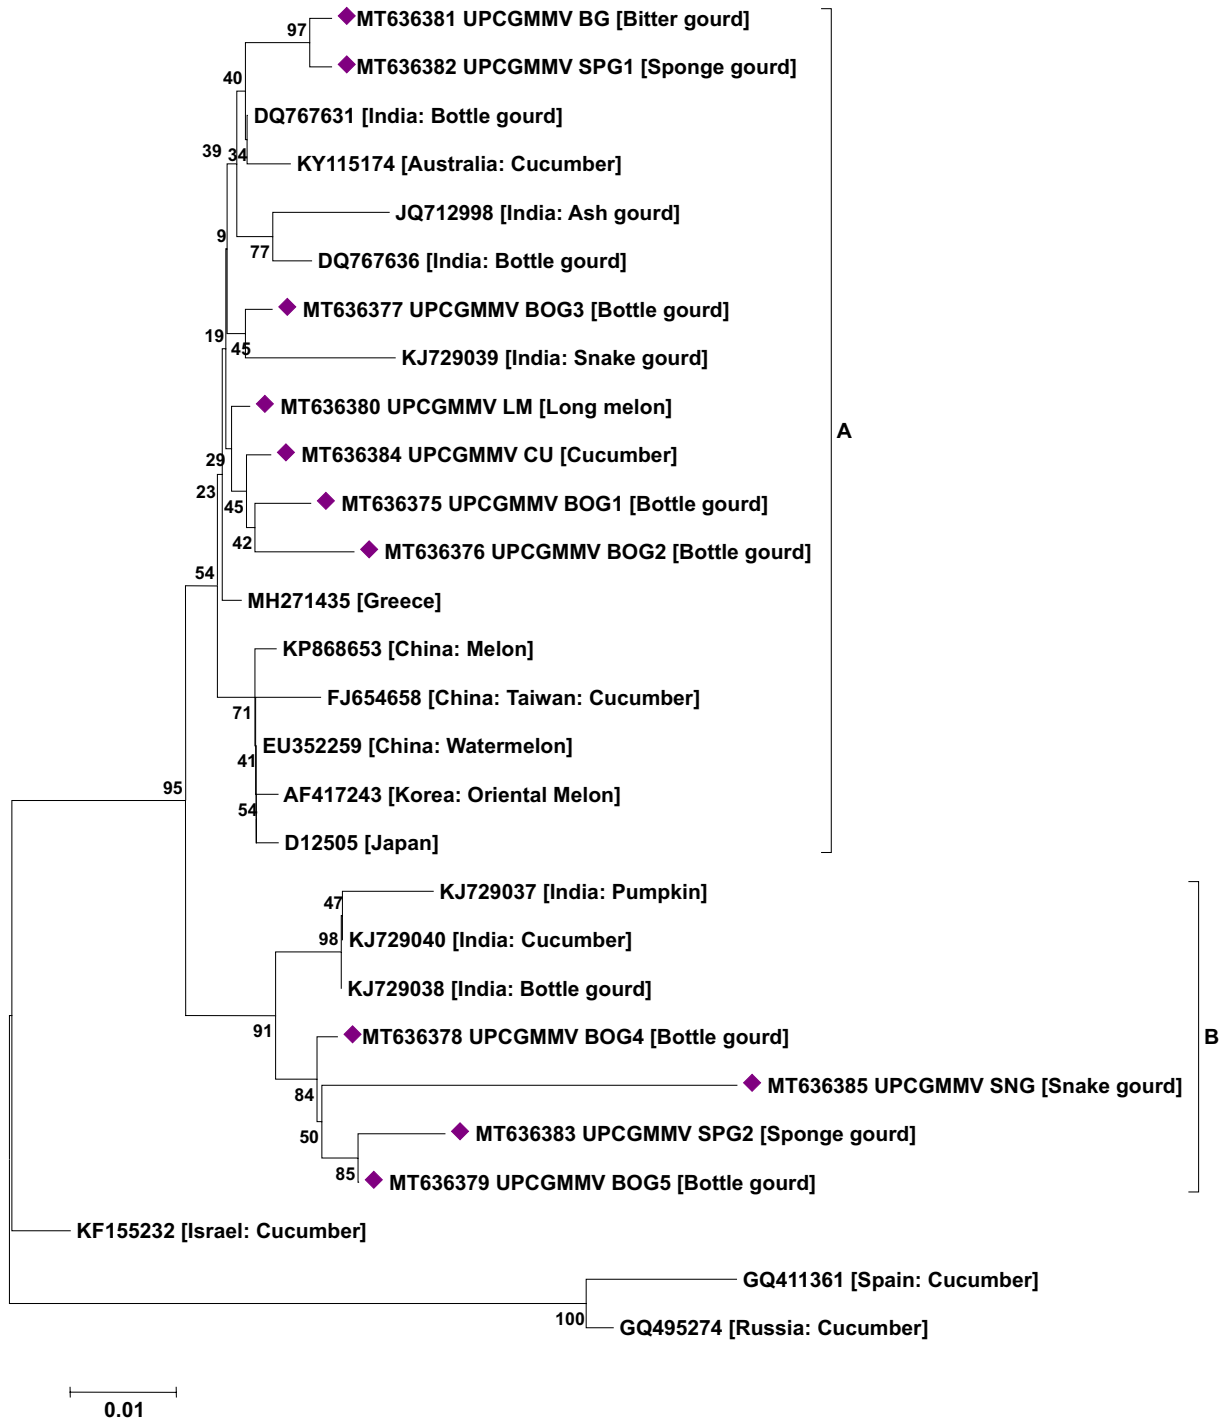 97
MT636381 UPCGMMV BG [Bitter gourd]
MT636382 UPCGMMV SPG1 [Sponge gourd]
40
DQ767631 [India: Bottle gourd]
39
34
KY115174 [Australia: Cucumber]
JQ712998 [India: Ash gourd]
9
77
DQ767636 [India: Bottle gourd]
MT636377 UPCGMMV BOG3 [Bottle gourd]
19
45
KJ729039 [India: Snake gourd]
MT636380 UPCGMMV LM [Long melon]
A
MT636384 UPCGMMV CU [Cucumber]
29
23
45
MT636375 UPCGMMV BOG1 [Bottle gourd]
42
MT636376 UPCGMMV BOG2 [Bottle gourd]
54
MH271435 [Greece]
KP868653 [China: Melon]
FJ654658 [China: Taiwan: Cucumber]
71
EU352259 [China: Watermelon]
41
95
AF417243 [Korea: Oriental Melon]
54
D12505 [Japan]
KJ729037 [India: Pumpkin]
47
98
KJ729040 [India: Cucumber]
KJ729038 [India: Bottle gourd]
91
MT636378 UPCGMMV BOG4 [Bottle gourd]
B
MT636385 UPCGMMV SNG [Snake gourd]
84
MT636383 UPCGMMV SPG2 [Sponge gourd]
50
85
MT636379 UPCGMMV BOG5 [Bottle gourd]
KF155232 [Israel: Cucumber]
GQ411361 [Spain: Cucumber]
100
GQ495274 [Russia: Cucumber]
0.01